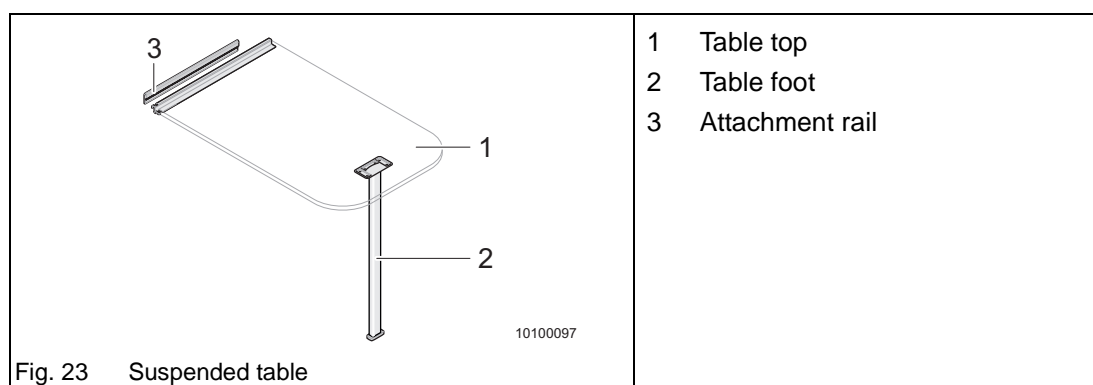 3
1
2
10100097
Fig. 23 Suspended table
1 Table top
2 Table foot
3 Attachment rail